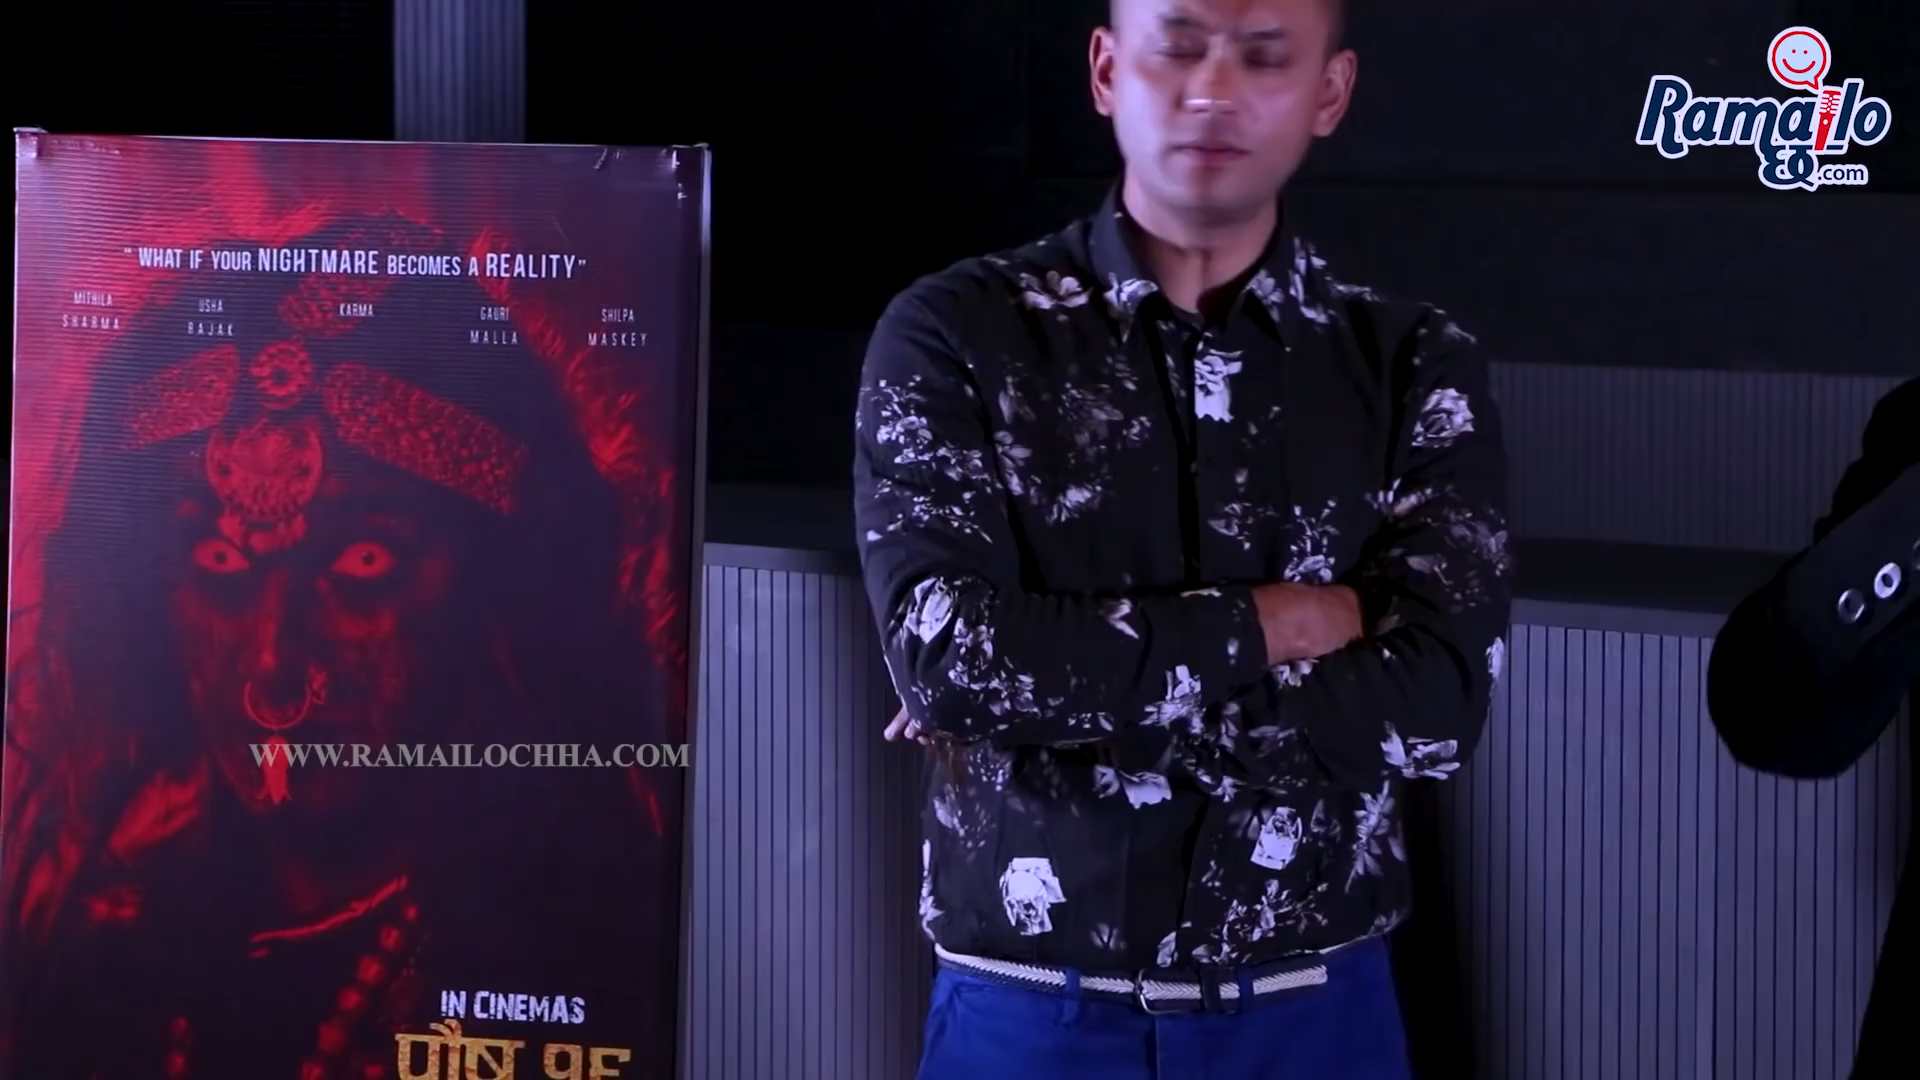 Ramailo
छ.com
" WHAT IF YOUR NIGHTMARE BECOMES A REALITY"
MITHILA
SHARMA
USHA
RAJAK
KARMA
GAURI
MALLA
SHILPA
MASKEY
WWW.RAMAILOCHHA.COM
IN CINEMAS
पौष १६